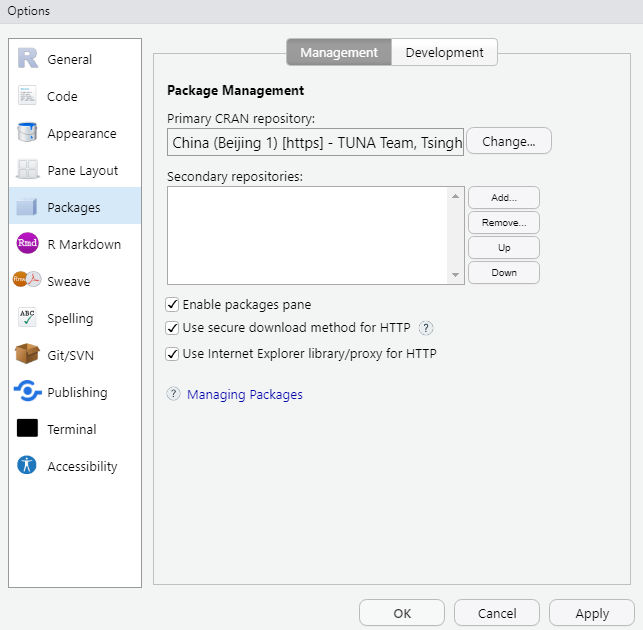 Options
General
Code
Appearance
Pane Layout
Packages
Rmd R Markdown
Sweave
ABC Spelling
Git/SVN
Publishing
Terminal
Accessibility
Management Development
Package Management
Primary CRAN repository:
China (Beijing 1) [https] - TUNA Team, Tsingh Change...
Secondary repositories:
Add...
Remove...
Up
Down
Enable packages pane
Use secure download method for HTTP ?
Use Internet Explorer library/proxy for HTTP
? Managing Packages
OK Cancel Apply